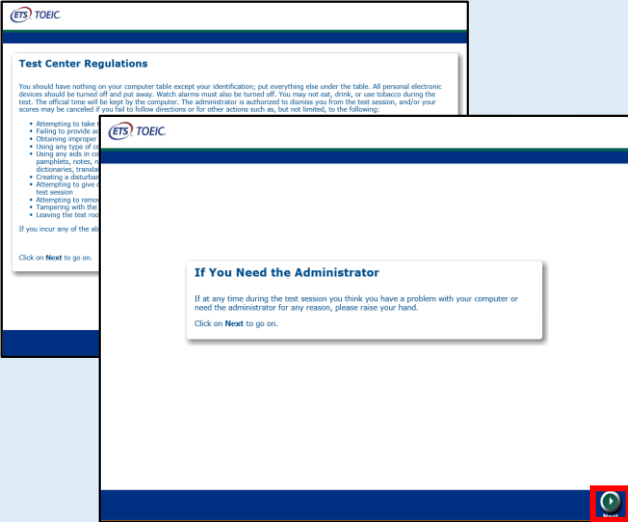 ETS TOEIC.
Test Center Regulations
You should have nothing on your computer table except your identification; put everything else under the table. All personal electronic
devices should be turned off and put away. Watch alarms must also be turned off. You may not eat, drink, or use tobacco during the
test. The official time will be kept by the computer. The administrator is authorized to dismiss you from the test session, and/or your
scores may be canceled if you fail to follow directions or for other actions such as, but not limited, to the following:
• Attempting to take
• Failing to provide
• Obtaining improper
• Using any type of
• Using any aids in
pamphlets, notes,
dictionaries,
• Creating a
• Attempting to give
test session
• Attempting to
• Tampering with the
• Leaving the test
If you incur any of the
Click on Next to go on.
ETS TOEIC.
If You Need the Administrator
If at any time during the test session you think you have a problem with your computer or
need the administrator for any reason, please raise your hand.
Click on Next to go on.
Next